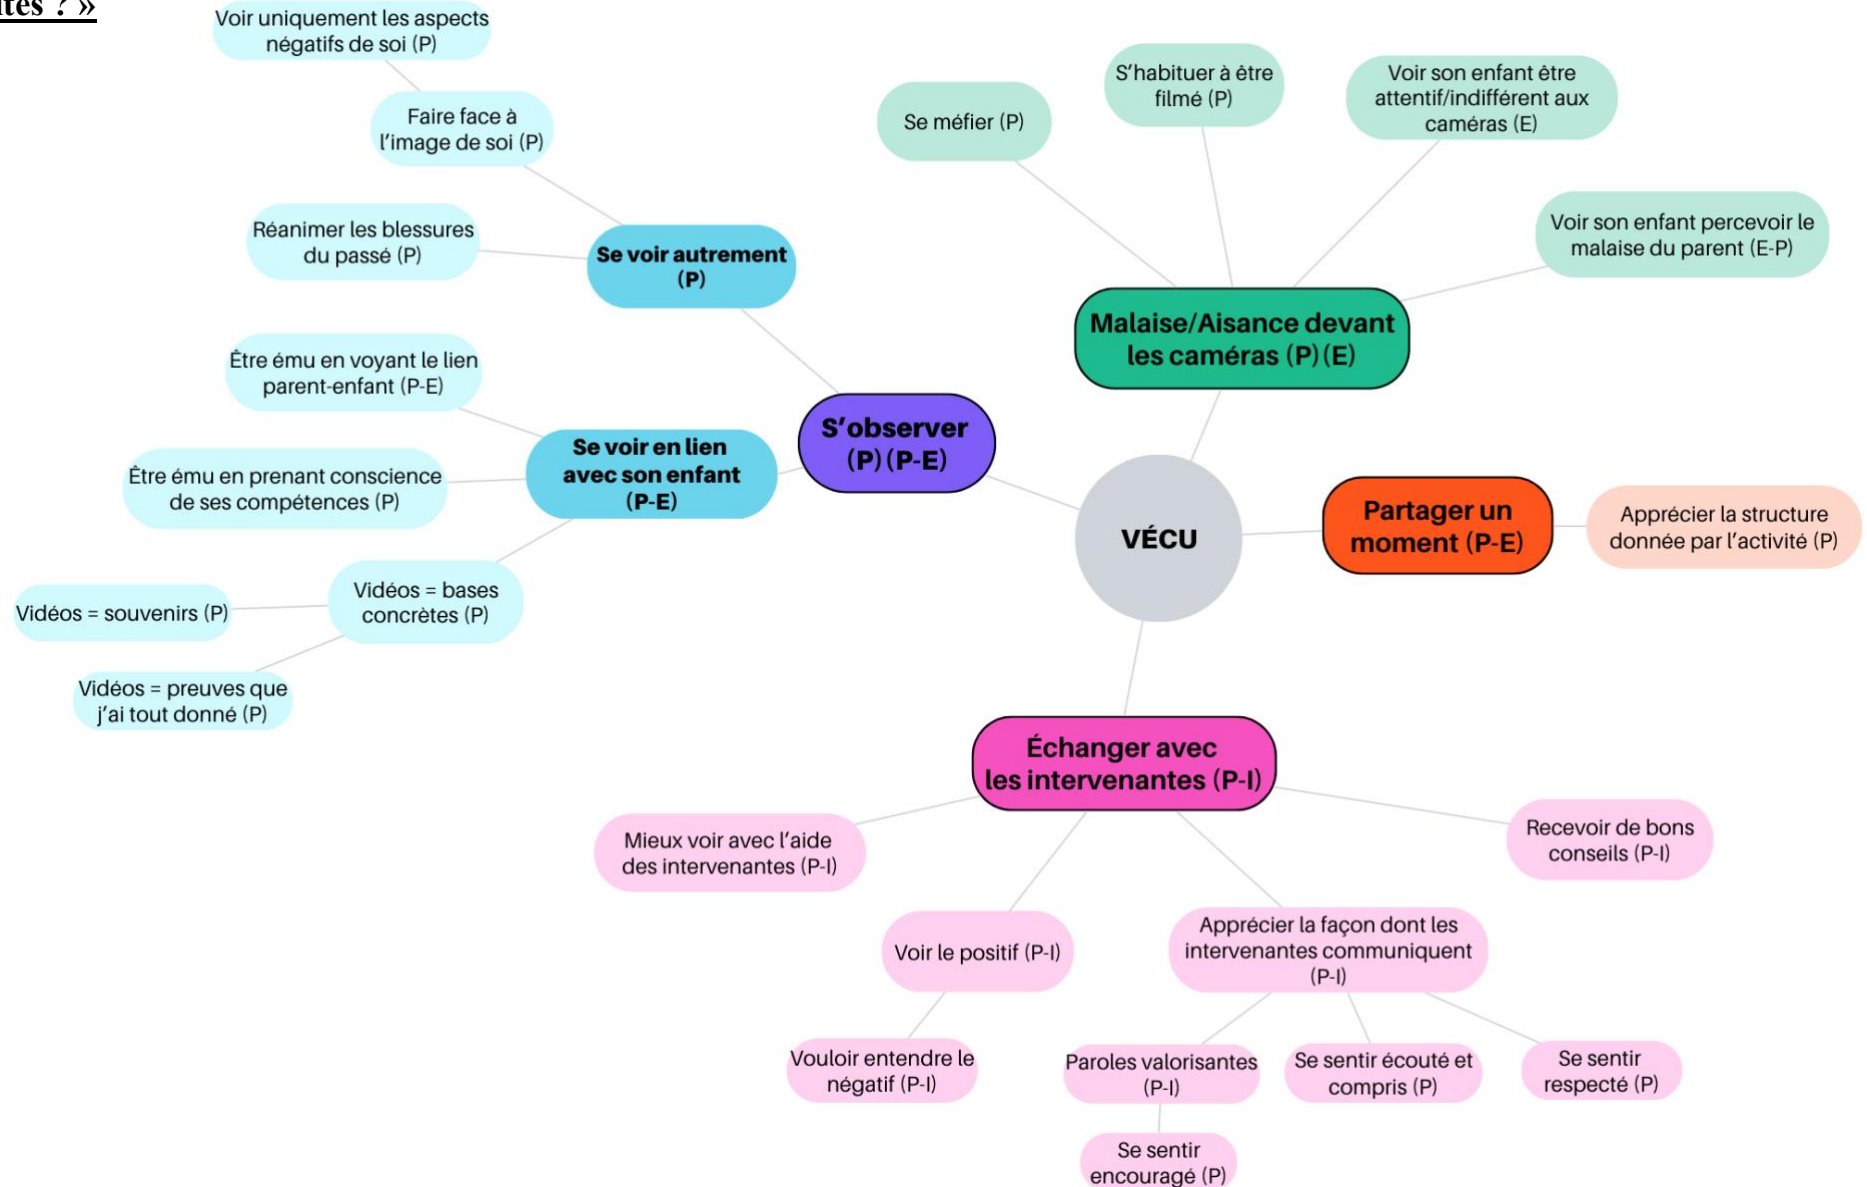 ités ? »
Voir uniquement les aspects
négatifs de soi (P)
Faire face à
l'image de soi (P)
Réanimer les blessures
du passé (P)
Se voir autrement
(P)
Être ému en voyant le lien
parent-enfant (P-E)
Être ému en prenant conscience
de ses compétences (P)
Se voir en lien
avec son enfant
(P-E)
Vidéos = bases
concrètes (P)
Vidéos = souvenirs (P)
Vidéos = preuves que
j'ai tout donné (P)
S'observer
(P) (P-E)
Se méfier (P)
S'habituer à être
filmé (P)
Voir son enfant être
attentif/indifférent aux
caméras (E)
Voir son enfant percevoir le
malaise du parent (E-P)
Malaise/Aisance devant
les caméras (P) (E)
VÉCU
Partager un
moment (P-E)
Apprécier la structure
donnée par l'activité (P)
Échanger avec
les intervenantes (P-I)
Mieux voir avec l'aide
des intervenantes (P-I)
Voir le positif (P-I)
Vouloir entendre le
négatif (P-I)
Apprécier la façon dont les
intervenantes communiquent
(P-I)
Paroles valorisantes
(P-I)
Se sentir
encouragé (P)
Se sentir écouté et
compris (P)
Se sentir
respecté (P)
Recevoir de bons
conseils (P-I)